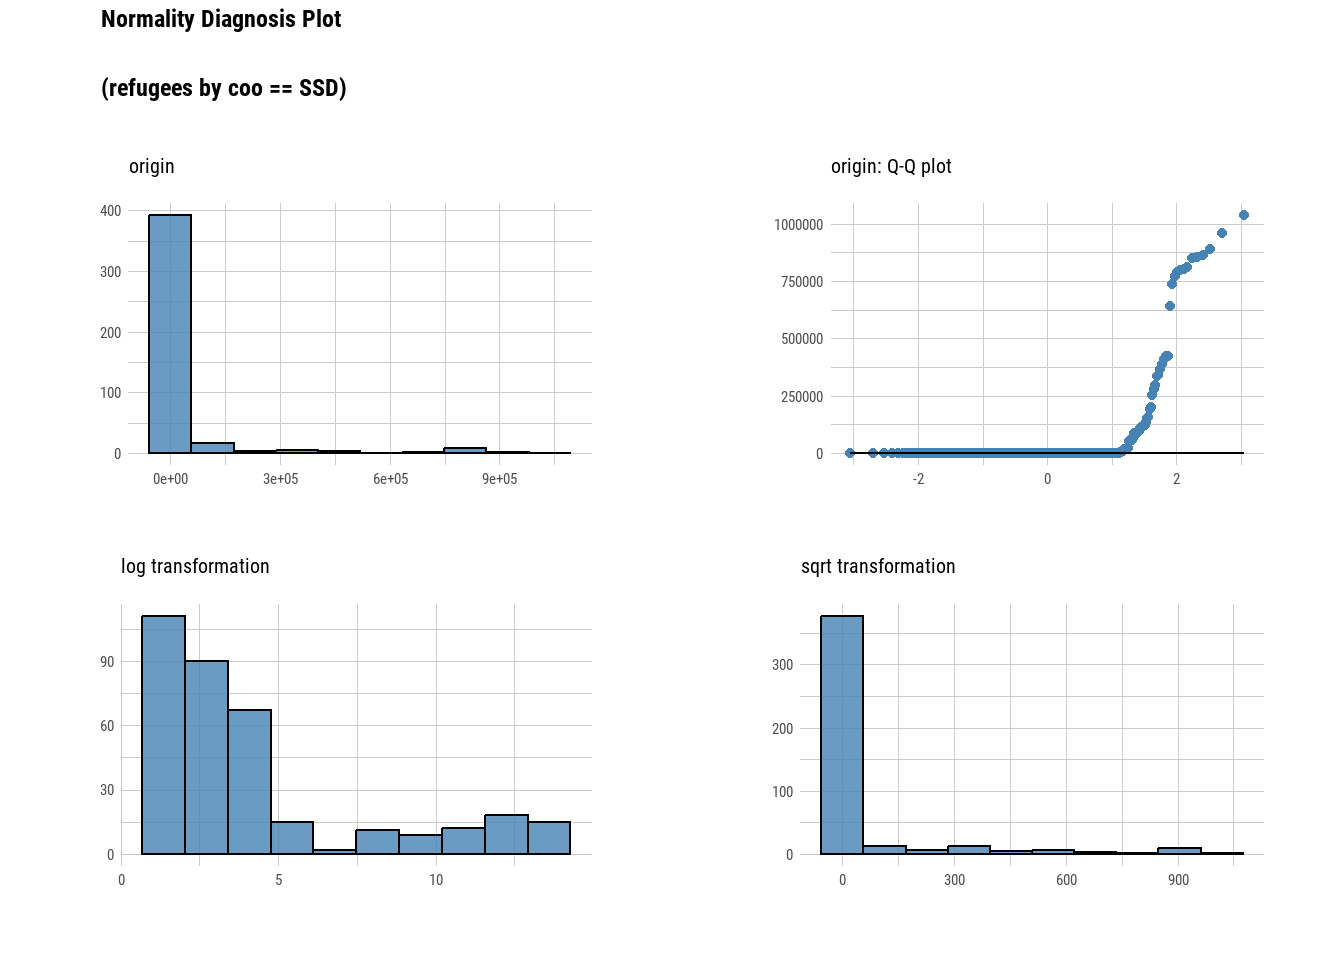 Normality Diagnosis Plot
(refugees by coo == SSD)
origin
400
300
200
100
0
0e+00 3e+05 6e+05 9e+05
origin: Q-Q plot
1000000
750000
500000
250000
0
-2 0 2
log transformation
90
60
30
0
0 5 10
sqrt transformation
300
200
100
0
0 300 600 900